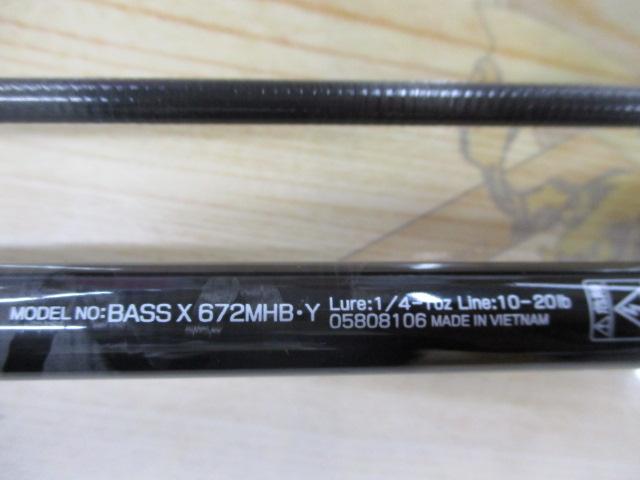 MODEL NO:BASS X 672MHB・Y Lure:1/4-1oz Line:10-20lb
05808106 MADE IN VIETNAM